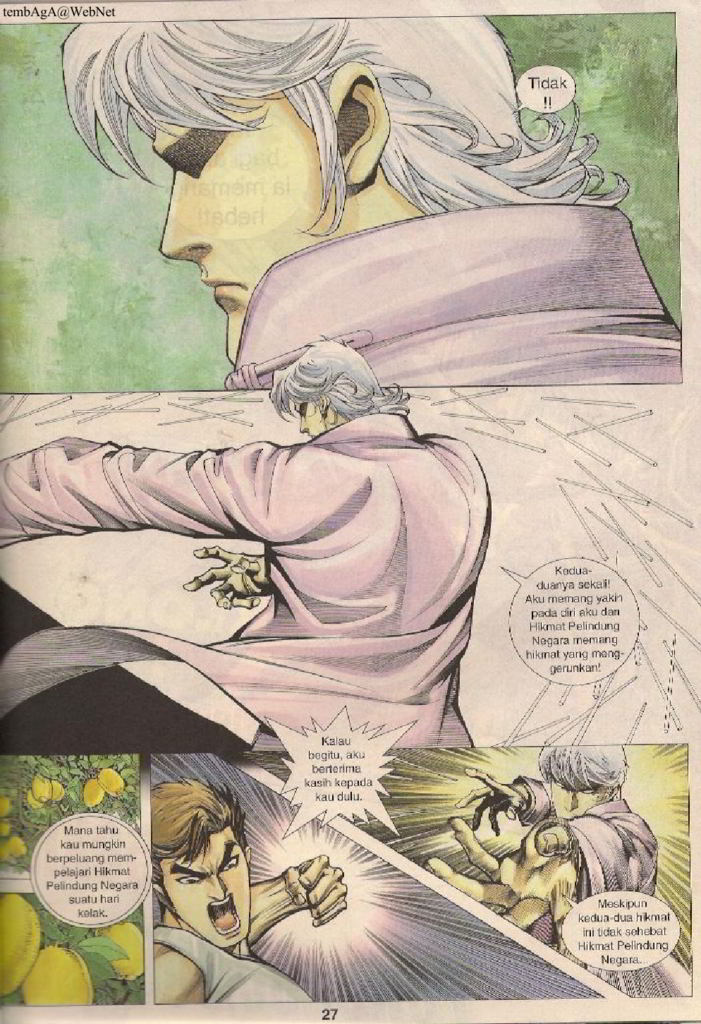 tembAgA@WebNet
Tidak
!!
Kedua-
duanya sekali!
Aku memang yakin
pada diri aku dan
Hikmat Pelindung
Negara memang
hikmat yang meng-
gerunkan!
Kalau
begitu, aku
berterima
kasih kepada
kau dulu.
Mana tahu
kau mungkin
berpeluang mem-
pelajari Hikmat
Pelindung Negara
suatu hari
kelak.
Meskipun
kedua-dua hikmat
ini tidak sehebat
Hikmat Pelindung
Negara...
27